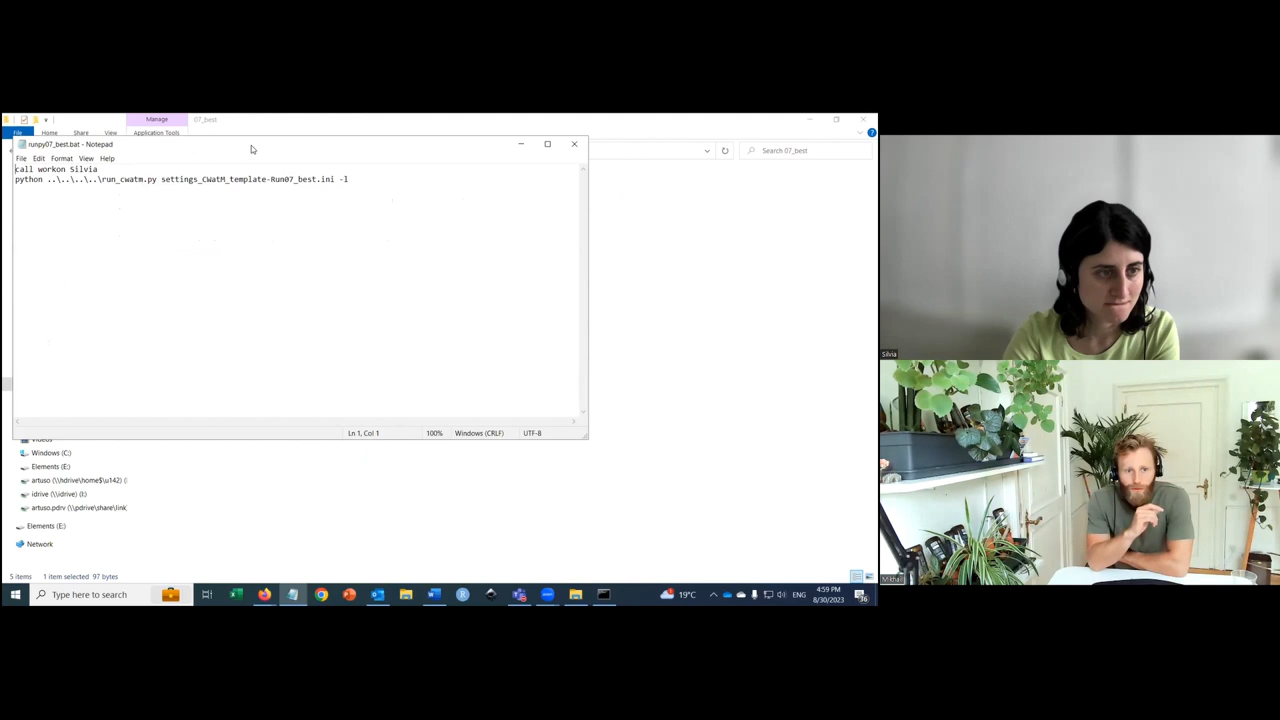 Manage
07_best
File
Home
Share
View
Application Tools
runpy07_best.bat - Notepad
Search 07_best
File Edit Format View Help
call workon Silvia
python ..\..\..\..\run_cwatm.py settings_CWatM_template-Run07_best.ini -l
Ln 1, Col 1
100%
Windows (CRLF)
UTF-8
Windows (C:)
Elements (E:)
artuso (\\hdrive\home$\u142) (
idrive (\\idrive) (I:)
artuso.pdrv (\\pdrive\share\link)
Elements (E:)
Network
5 items
1 item selected 97 bytes
Type here to search
19°C
ENG
4:59 PM
8/30/2023
Silvia
Mikhail